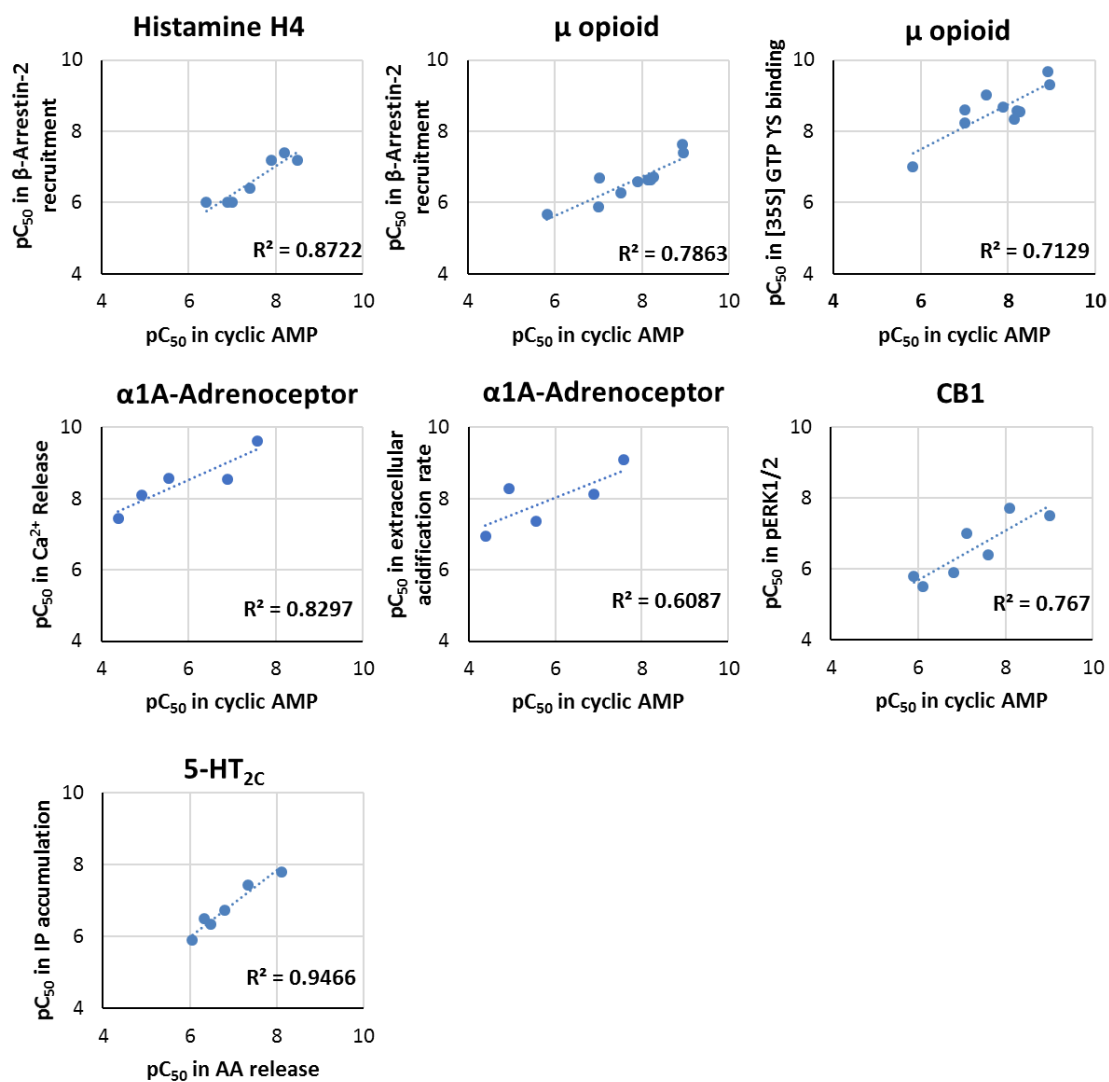 Histamine H4
pC₅₀ in β-Arrestin-2
recruitment
10
8
6
4
R² = 0.8722
4 6 8 10
pC₅₀ in cyclic AMP
μ opioid
pC₅₀ in β-Arrestin-2
recruitment
10
8
6
4
R² = 0.7863
4 6 8 10
pC₅₀ in cyclic AMP
μ opioid
pC₅₀ in [35S] GTP ϒS binding
10
8
6
4
R² = 0.7129
4 6 8 10
pC₅₀ in cyclic AMP
α1A-Adrenoceptor
pC₅₀ in Ca²⁺ Release
10
8
6
4
R² = 0.8297
4 6 8 10
pC₅₀ in cyclic AMP
α1A-Adrenoceptor
pC₅₀ in extracellular
acidification rate
10
8
6
4
R² = 0.6087
4 6 8 10
pC₅₀ in cyclic AMP
CB1
pC₅₀ in pERK1/2
10
8
6
4
R² = 0.767
4 6 8 10
pC₅₀ in cyclic AMP
5-HT₂C
pC₅₀ in IP accumulation
10
8
6
4
R² = 0.9466
4 6 8 10
pC₅₀ in AA release